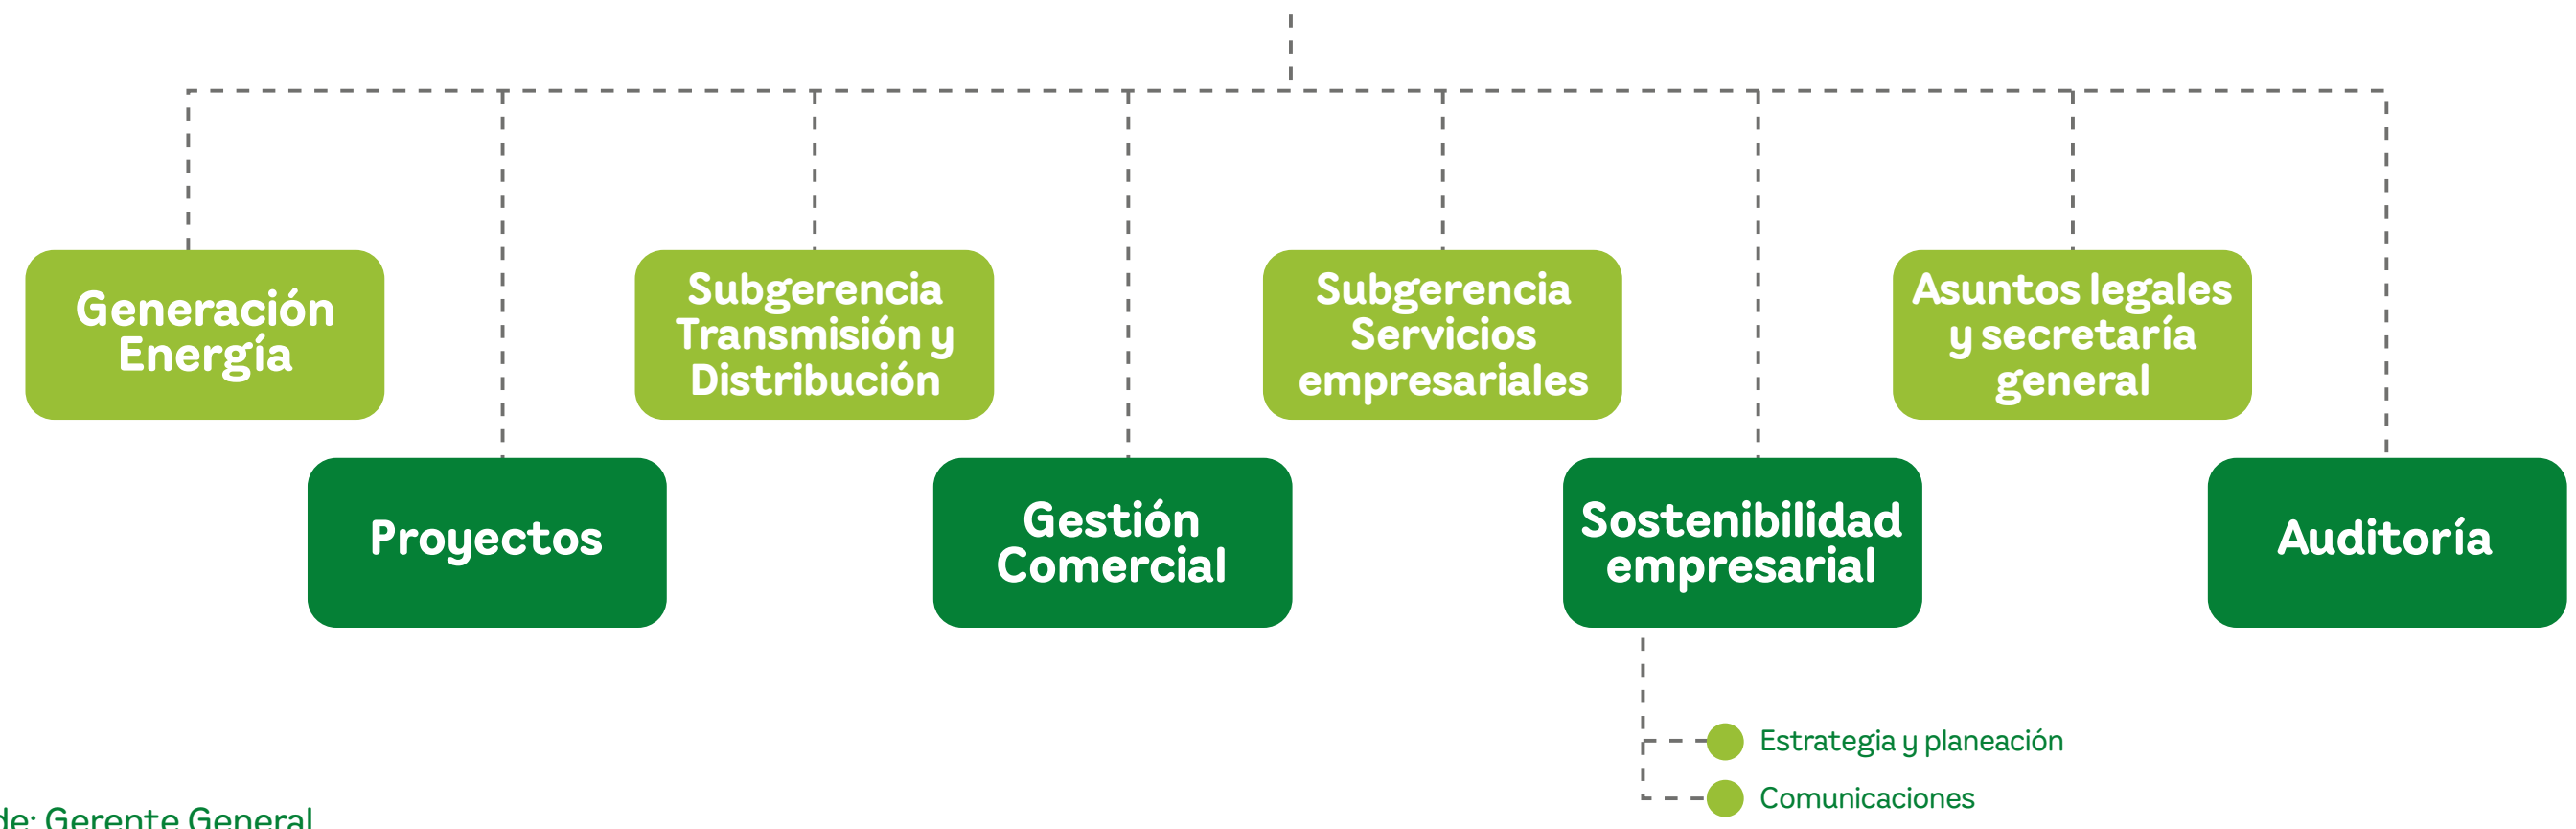 Generación
Energía
Subgerencia
Transmisión y
Distribución
Subgerencia
Servicios
empresariales
Asuntos legales
y secretaría
general
Proyectos
Gestión
Comercial
Sostenibilidad
empresarial
Auditoría
Estrategia y planeación
Comunicaciones
de: Gerente General